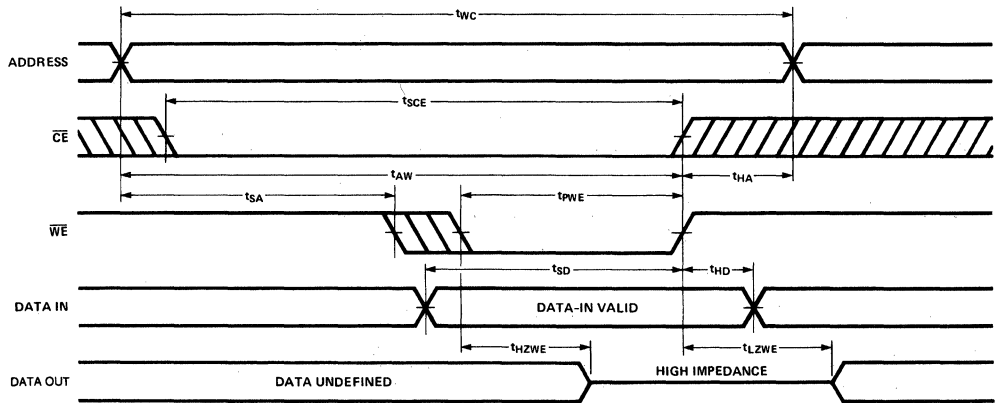 tWC
ADDRESS
tSCE
CE
tAW
tHA
tSA
tPWE
WE
tSD
tHD
DATA IN
DATA-IN VALID
tHZWE
tLZWE
DATA OUT
DATA UNDEFINED
HIGH IMPEDANCE